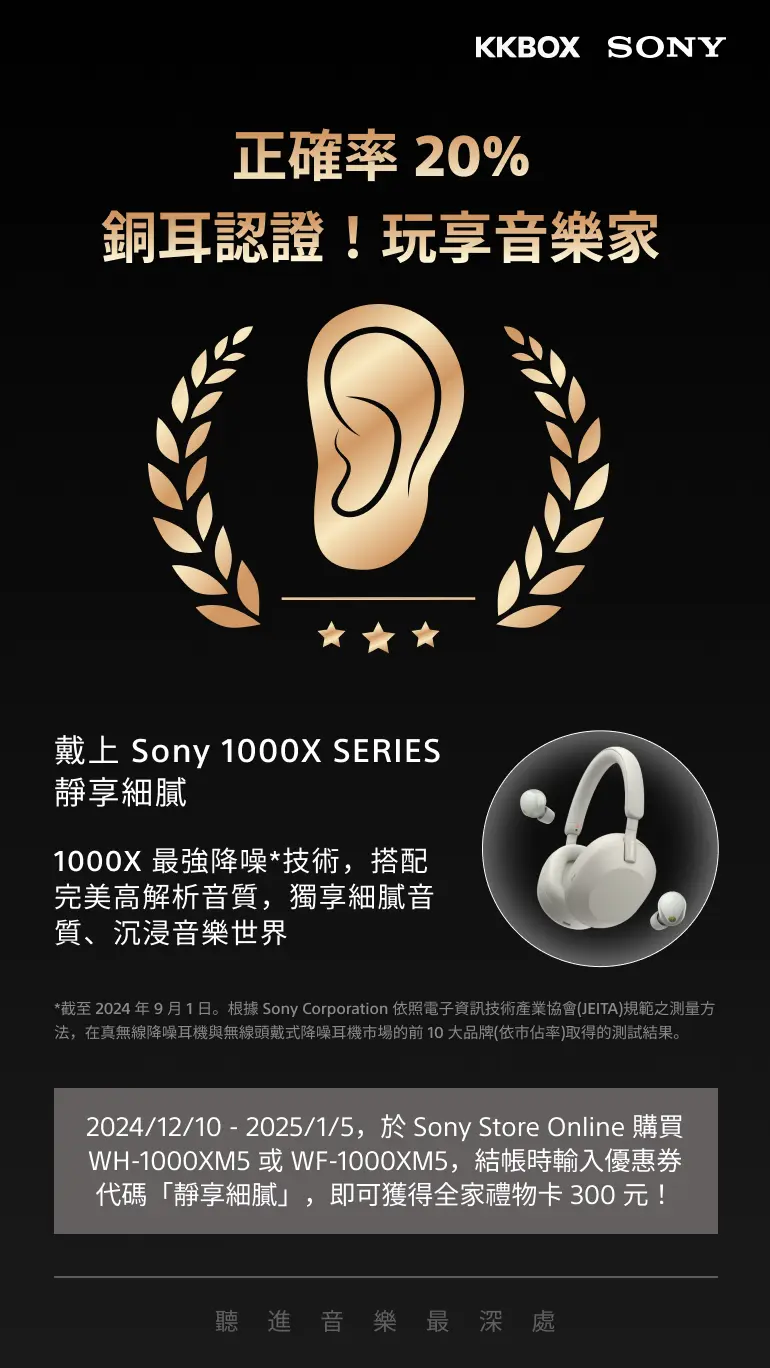 KKBOX SONY
正確率 20%
銅耳認證！玩享音樂家
戴上 Sony 1000X SERIES
靜享細膩
1000X 最強降噪*技術，搭配
完美高解析音質，獨享細膩音
質、沉浸音樂世界
*截至 2024 年 9 月 1 日。根據 Sony Corporation 依照電子資訊技術產業協會(JEITA)規範之測量方
法，在真無線降噪耳機與無線頭戴式降噪耳機市場的前 10 大品牌(依市佔率)取得的測試結果。
2024/12/10 - 2025/1/5，於 Sony Store Online 購買
WH-1000XM5 或 WF-1000XM5，結帳時輸入優惠券
代碼「靜享細膩」，即可獲得全家禮物卡 300 元！
聽進音樂最深處